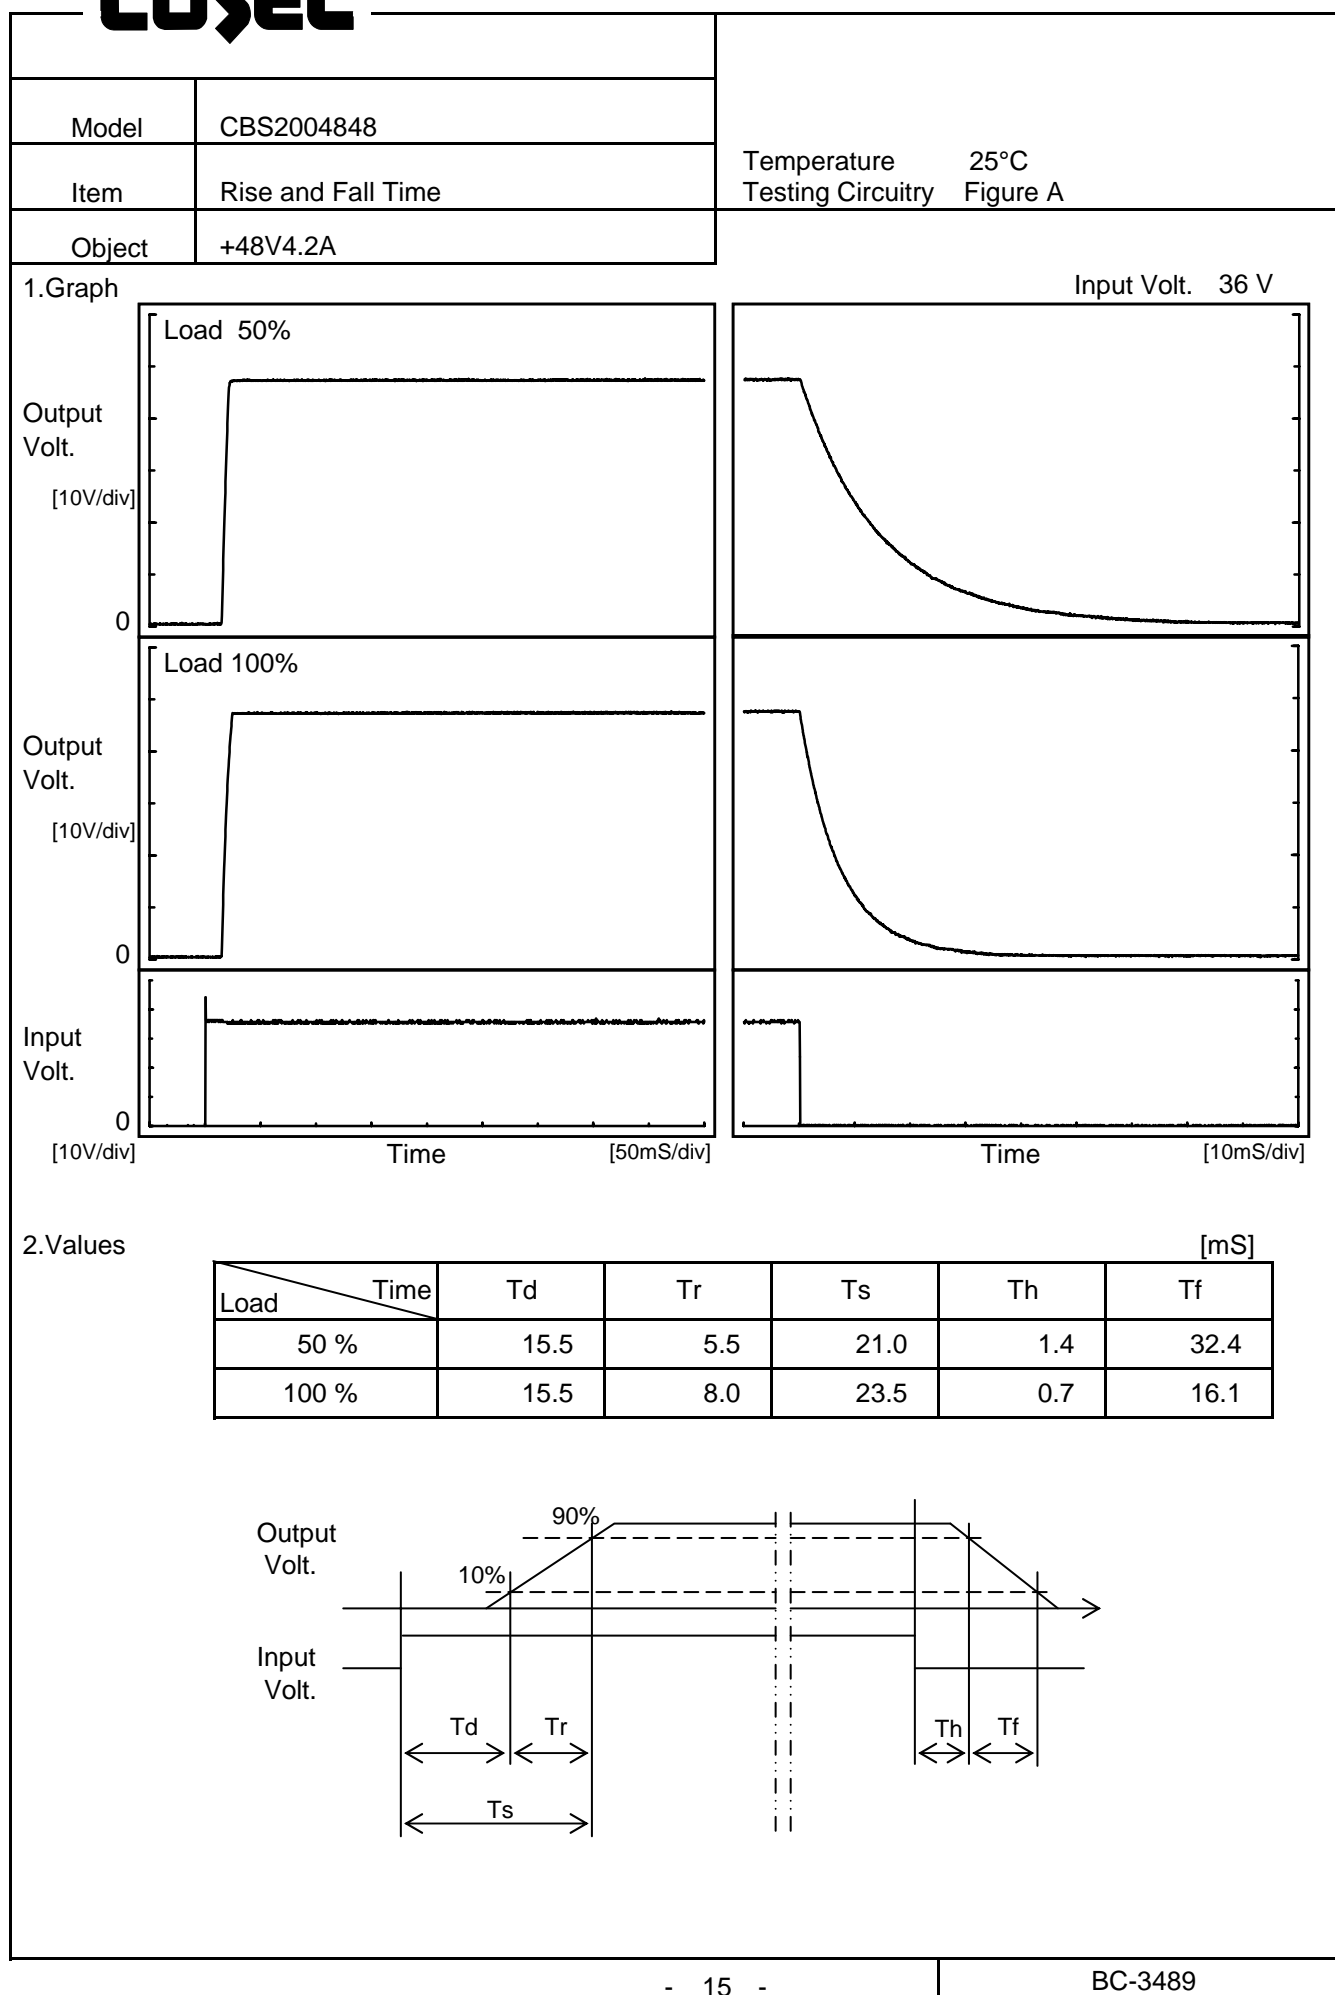 COSEL
Model CBS2004848
Item Rise and Fall Time
Temperature 25°C
Testing Circuitry Figure A
Object +48V4.2A
1.Graph
Input Volt. 36 V
Load 50%
Output
Volt.
[10V/div]
0
Load 100%
Output
Volt.
[10V/div]
0
Input
Volt.
0
[10V/div]
Time
[50mS/div]
Time
[10mS/div]
2.Values
[mS]
Time Load Td Tr Ts Th Tf
50 % 15.5 5.5 21.0 1.4 32.4
100 % 15.5 8.0 23.5 0.7 16.1
Output
Volt.
90%
10%
Input
Volt.
Td Tr Th Tf
Ts
- 15 -
BC-3489